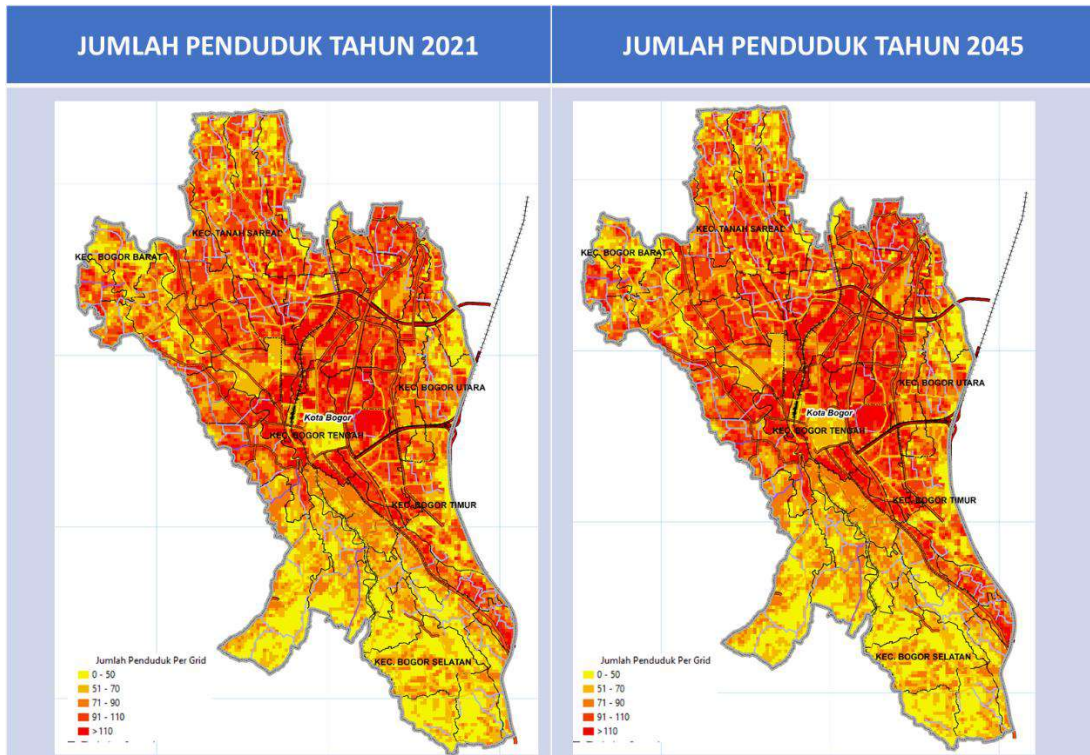 JUMLAH PENDUDUK TAHUN 2021
JUMLAH PENDUDUK TAHUN 2045
KEC. TANAH SAREAL
KEC. BOGOR BARAT
KEC. BOGOR UTARA
Kota Bogor
KEC. BOGOR TENGAH
KEC. BOGOR TIMUR
KEC. BOGOR SELATAN
Jumlah Penduduk Per Grid
0 - 50
51 - 70
71 - 90
91 - 110
>110
KEC. TANAH SAREAL
KEC. BOGOR BARAT
KEC. BOGOR UTARA
Kota Bogor
KEC. BOGOR TENGAH
KEC. BOGOR TIMUR
KEC. BOGOR SELATAN
Jumlah Penduduk Per Grid
0 - 50
51 - 70
71 - 90
91 - 110
>110